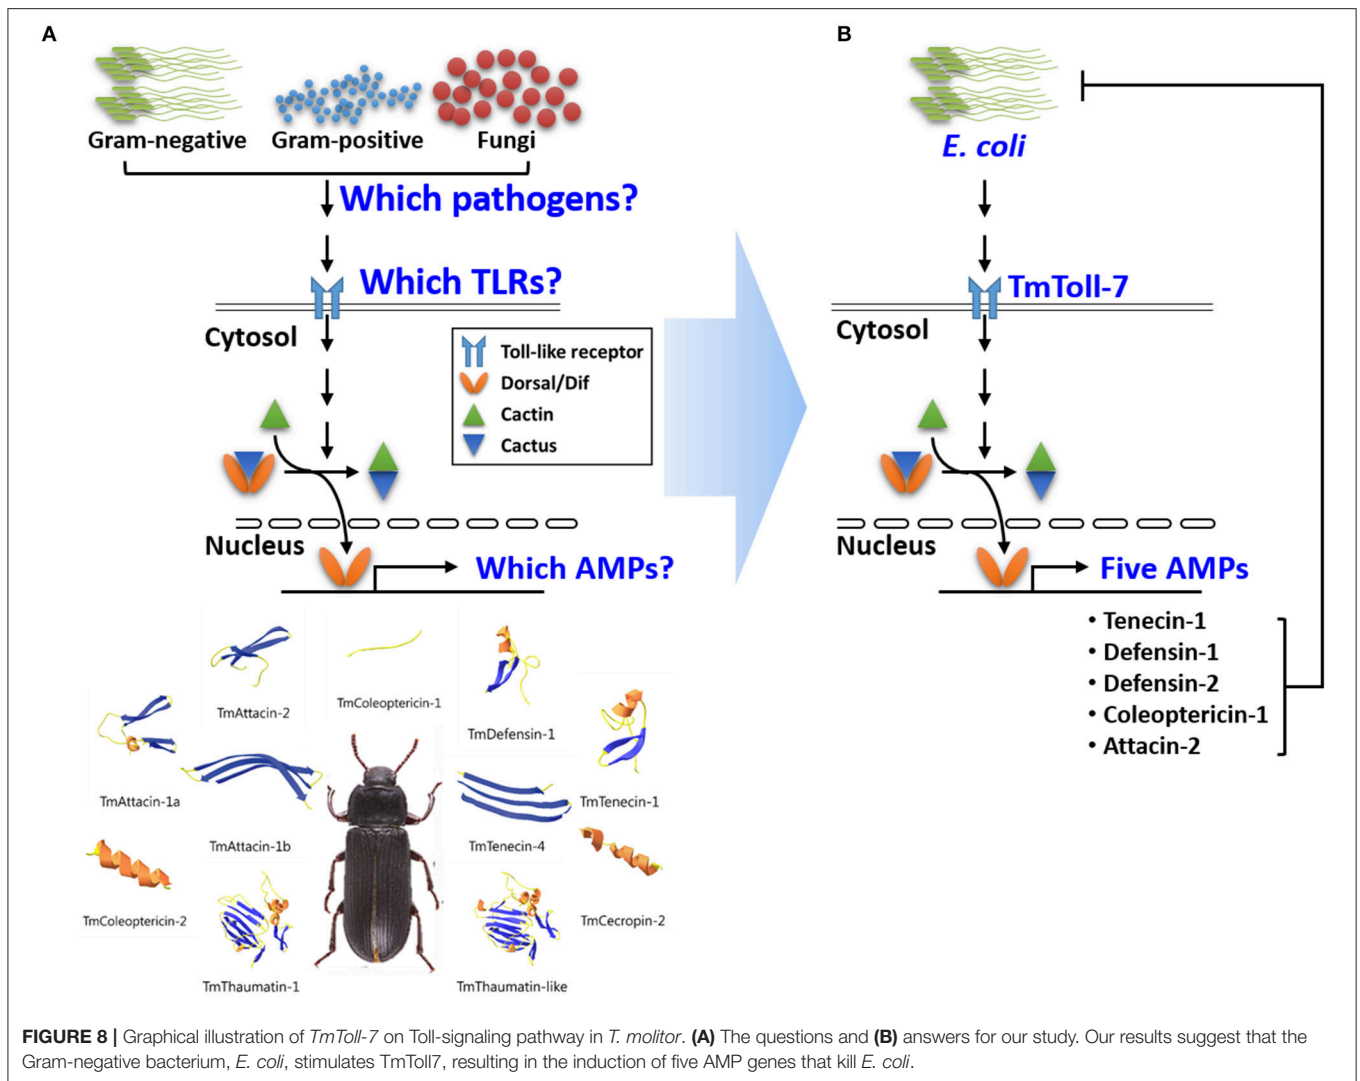 A
Gram-negative
Gram-positive
Fungi
Which pathogens?
Which TLRs?
Cytosol
Toll-like receptor
Dorsal/Dif
Cactin
Cactus
Nucleus
Which AMPs?
TmAttacin-2
TmColeoptericin-1
TmDefensin-1
TmAttacin-1a
TmTenecin-1
TmAttacin-1b
TmTenecin-4
TmColeoptericin-2
TmCecropin-2
TmThaumatin-1
TmThaumatin-like
B
E. coli
TmToll-7
Cytosol
Nucleus
Five AMPs
• Tenecin-1
• Defensin-1
• Defensin-2
• Coleoptericin-1
• Attacin-2
FIGURE 8 | Graphical illustration of TmToll-7 on Toll-signaling pathway in T. molitor. (A) The questions and (B) answers for our study. Our results suggest that the
Gram-negative bacterium, E. coli, stimulates TmToll7, resulting in the induction of five AMP genes that kill E. coli.